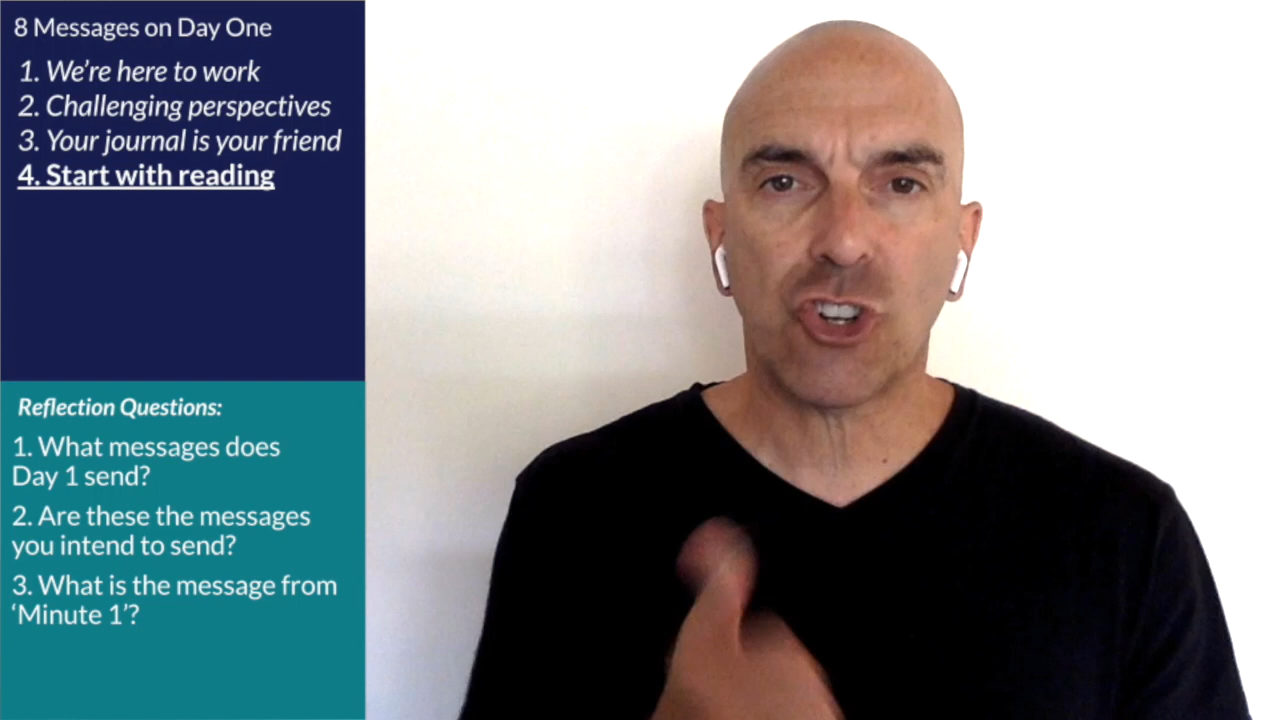 8 Messages on Day One
1. We're here to work
2. Challenging perspectives
3. Your journal is your friend
4. Start with reading
Reflection Questions:
1. What messages does
Day 1 send?
2. Are these the messages
you intend to send?
3. What is the message from
‘Minute 1’?